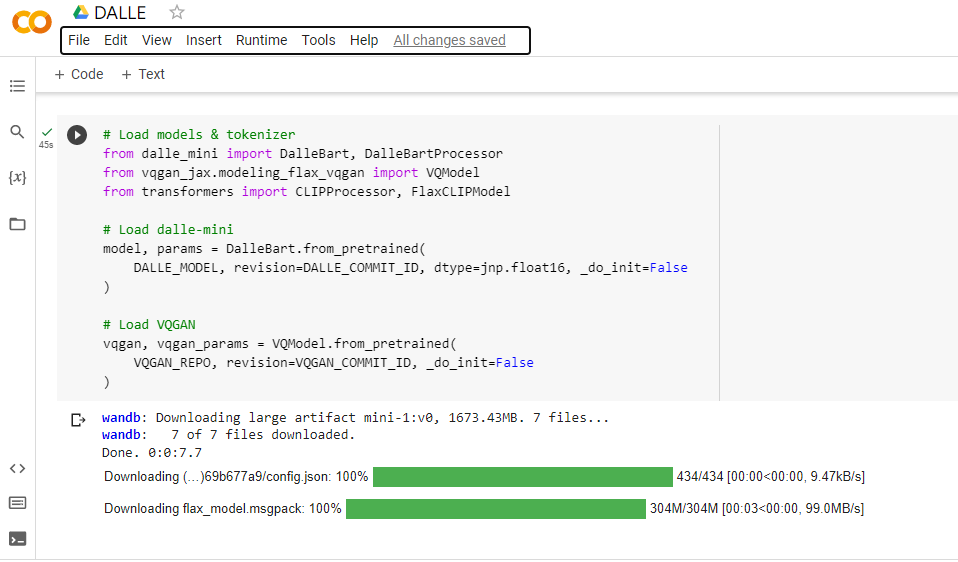 DALLE
File Edit View Insert Runtime Tools Help All changes saved
+ Code + Text
45s
# Load models & tokenizer
from dalle_mini import DalleBart, DalleBartProcessor
from vqgan_jax.modeling_flax_vqgan import VQModel
from transformers import CLIPProcessor, FlaxCLIPModel
# Load dalle-mini
model, params = DalleBart.from_pretrained(
    DALLE_MODEL, revision=DALLE_COMMIT_ID, dtype=jnp.float16, _do_init=False
)
# Load VQGAN
vqgan, vqgan_params = VQModel.from_pretrained(
    VQGAN_REPO, revision=VQGAN_COMMIT_ID, _do_init=False
)
{x}
wandb: Downloading large artifact mini-1:v0, 1673.43MB. 7 files...
wandb:   7 of 7 files downloaded.
Done. 0:0:7.7
Downloading (…)69b677a9/config.json: 100% 434/434 [00:00<00:00, 9.47kB/s]
Downloading flax_model.msgpack: 100% 304M/304M [00:03<00:00, 99.0MB/s]